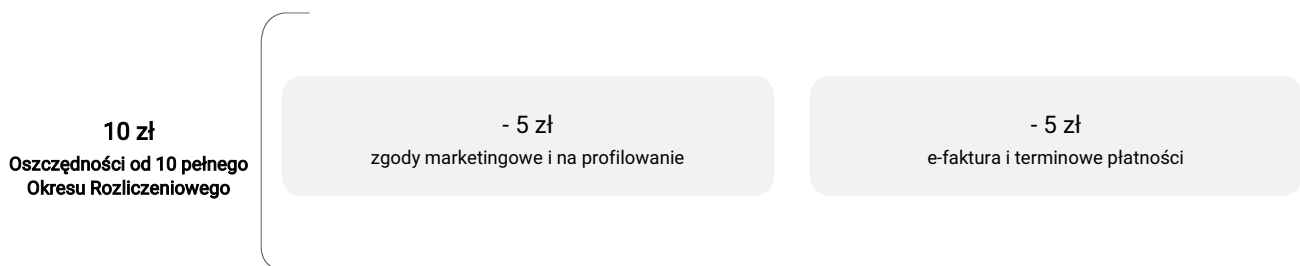 10 zł
Oszczędności od 10 pełnego
Okresu Rozliczeniowego
- 5 zł
zgody marketingowe i na profilowanie
- 5 zł
e-faktura i terminowe płatności